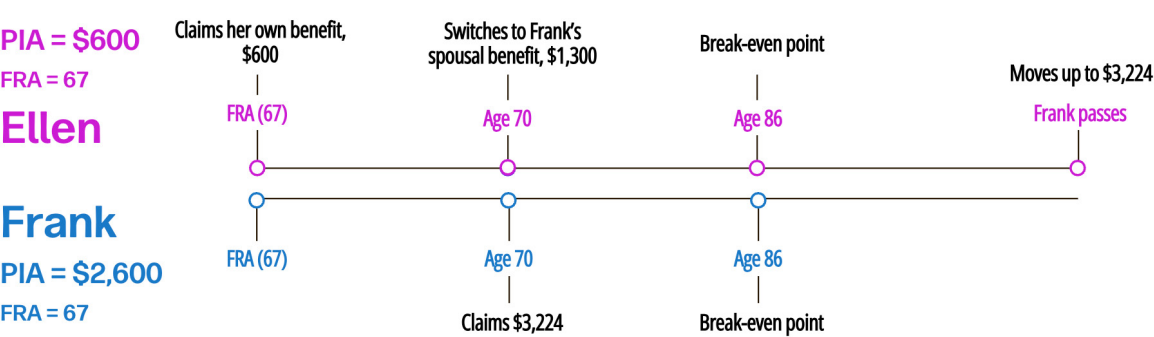 PIA = $600
FRA = 67
Ellen
Claims her own benefit,
$600
FRA (67)
Switches to Frank's
spousal benefit, $1,300
Age 70
Break-even point
Age 86
Moves up to $3,224
Frank passes
Frank
PIA = $2,600
FRA = 67
FRA (67)
Age 70
Claims $3,224
Age 86
Break-even point